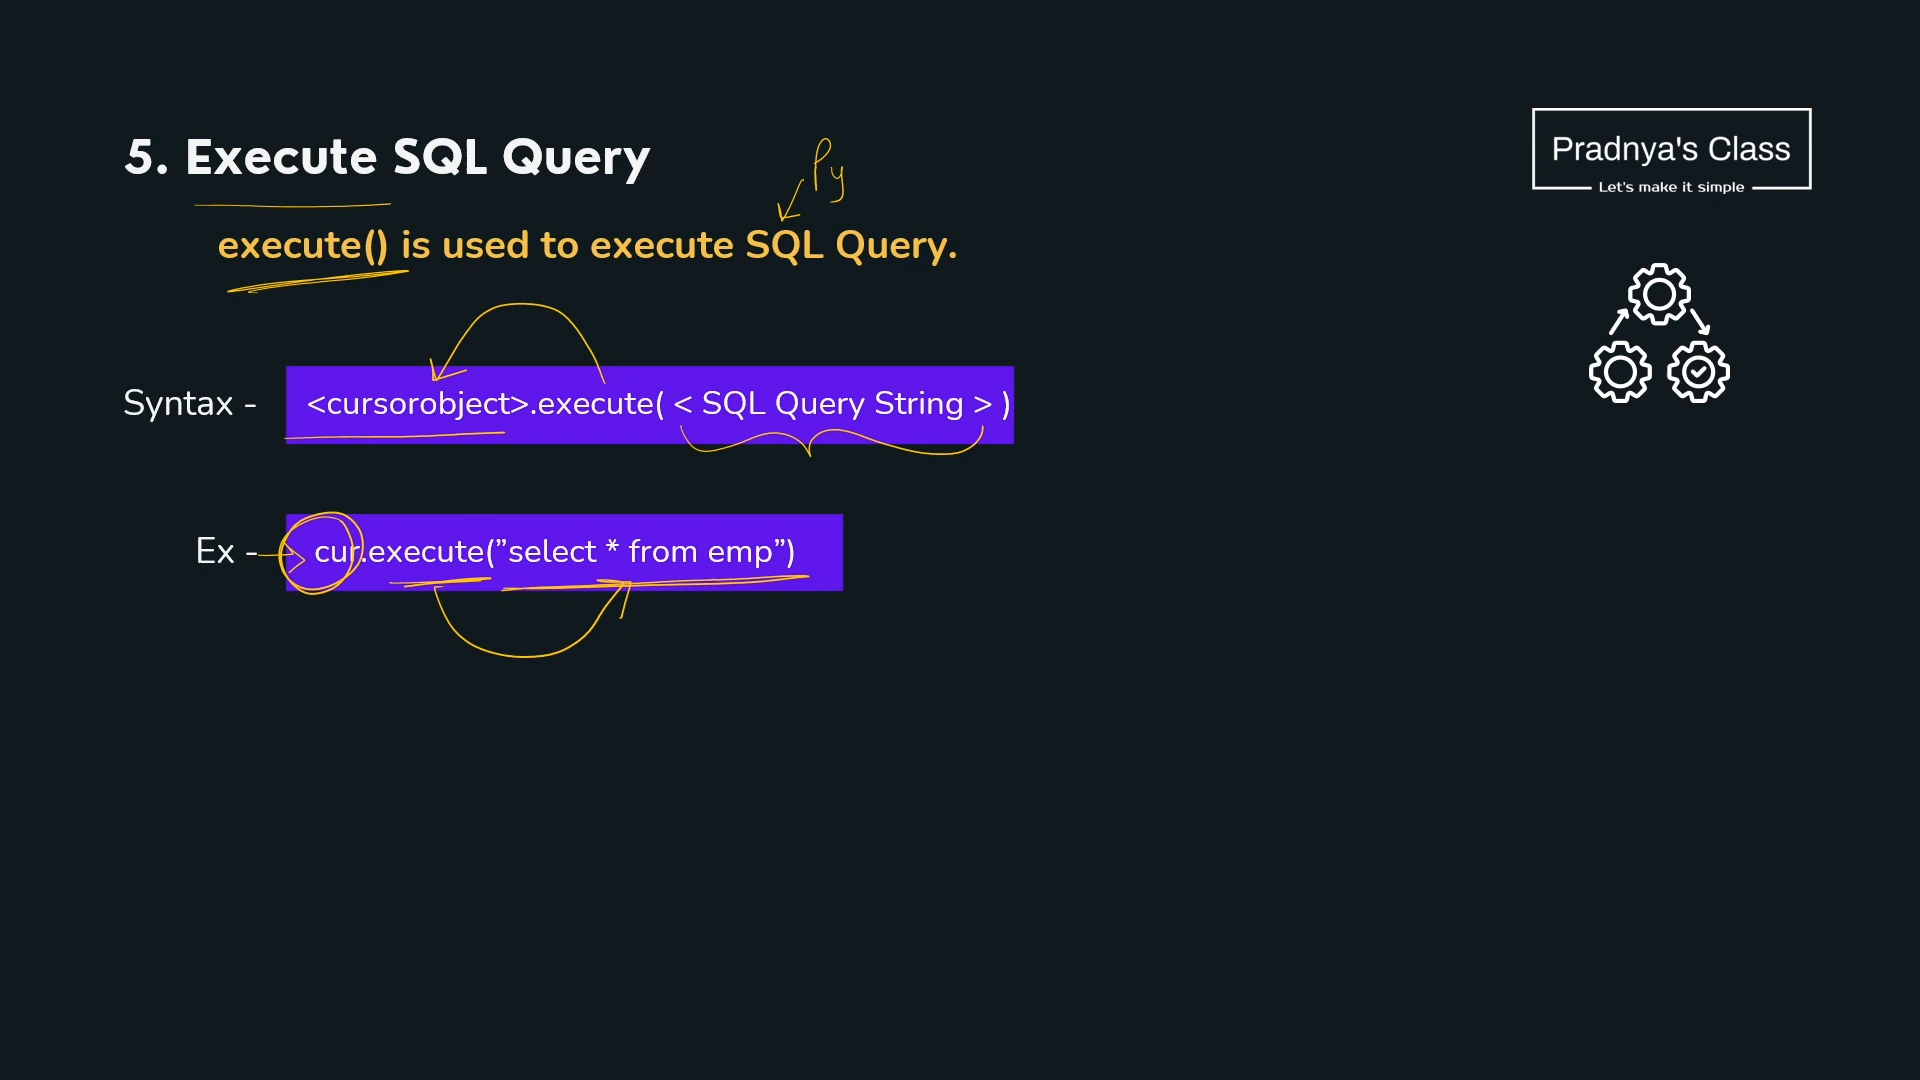 5. Execute SQL Query
Py
Pradnya's Class
Let's make it simple
execute() is used to execute SQL Query.
Syntax - <cursorobject>.execute( < SQL Query String > )
Ex - cur.execute(”select * from emp”)